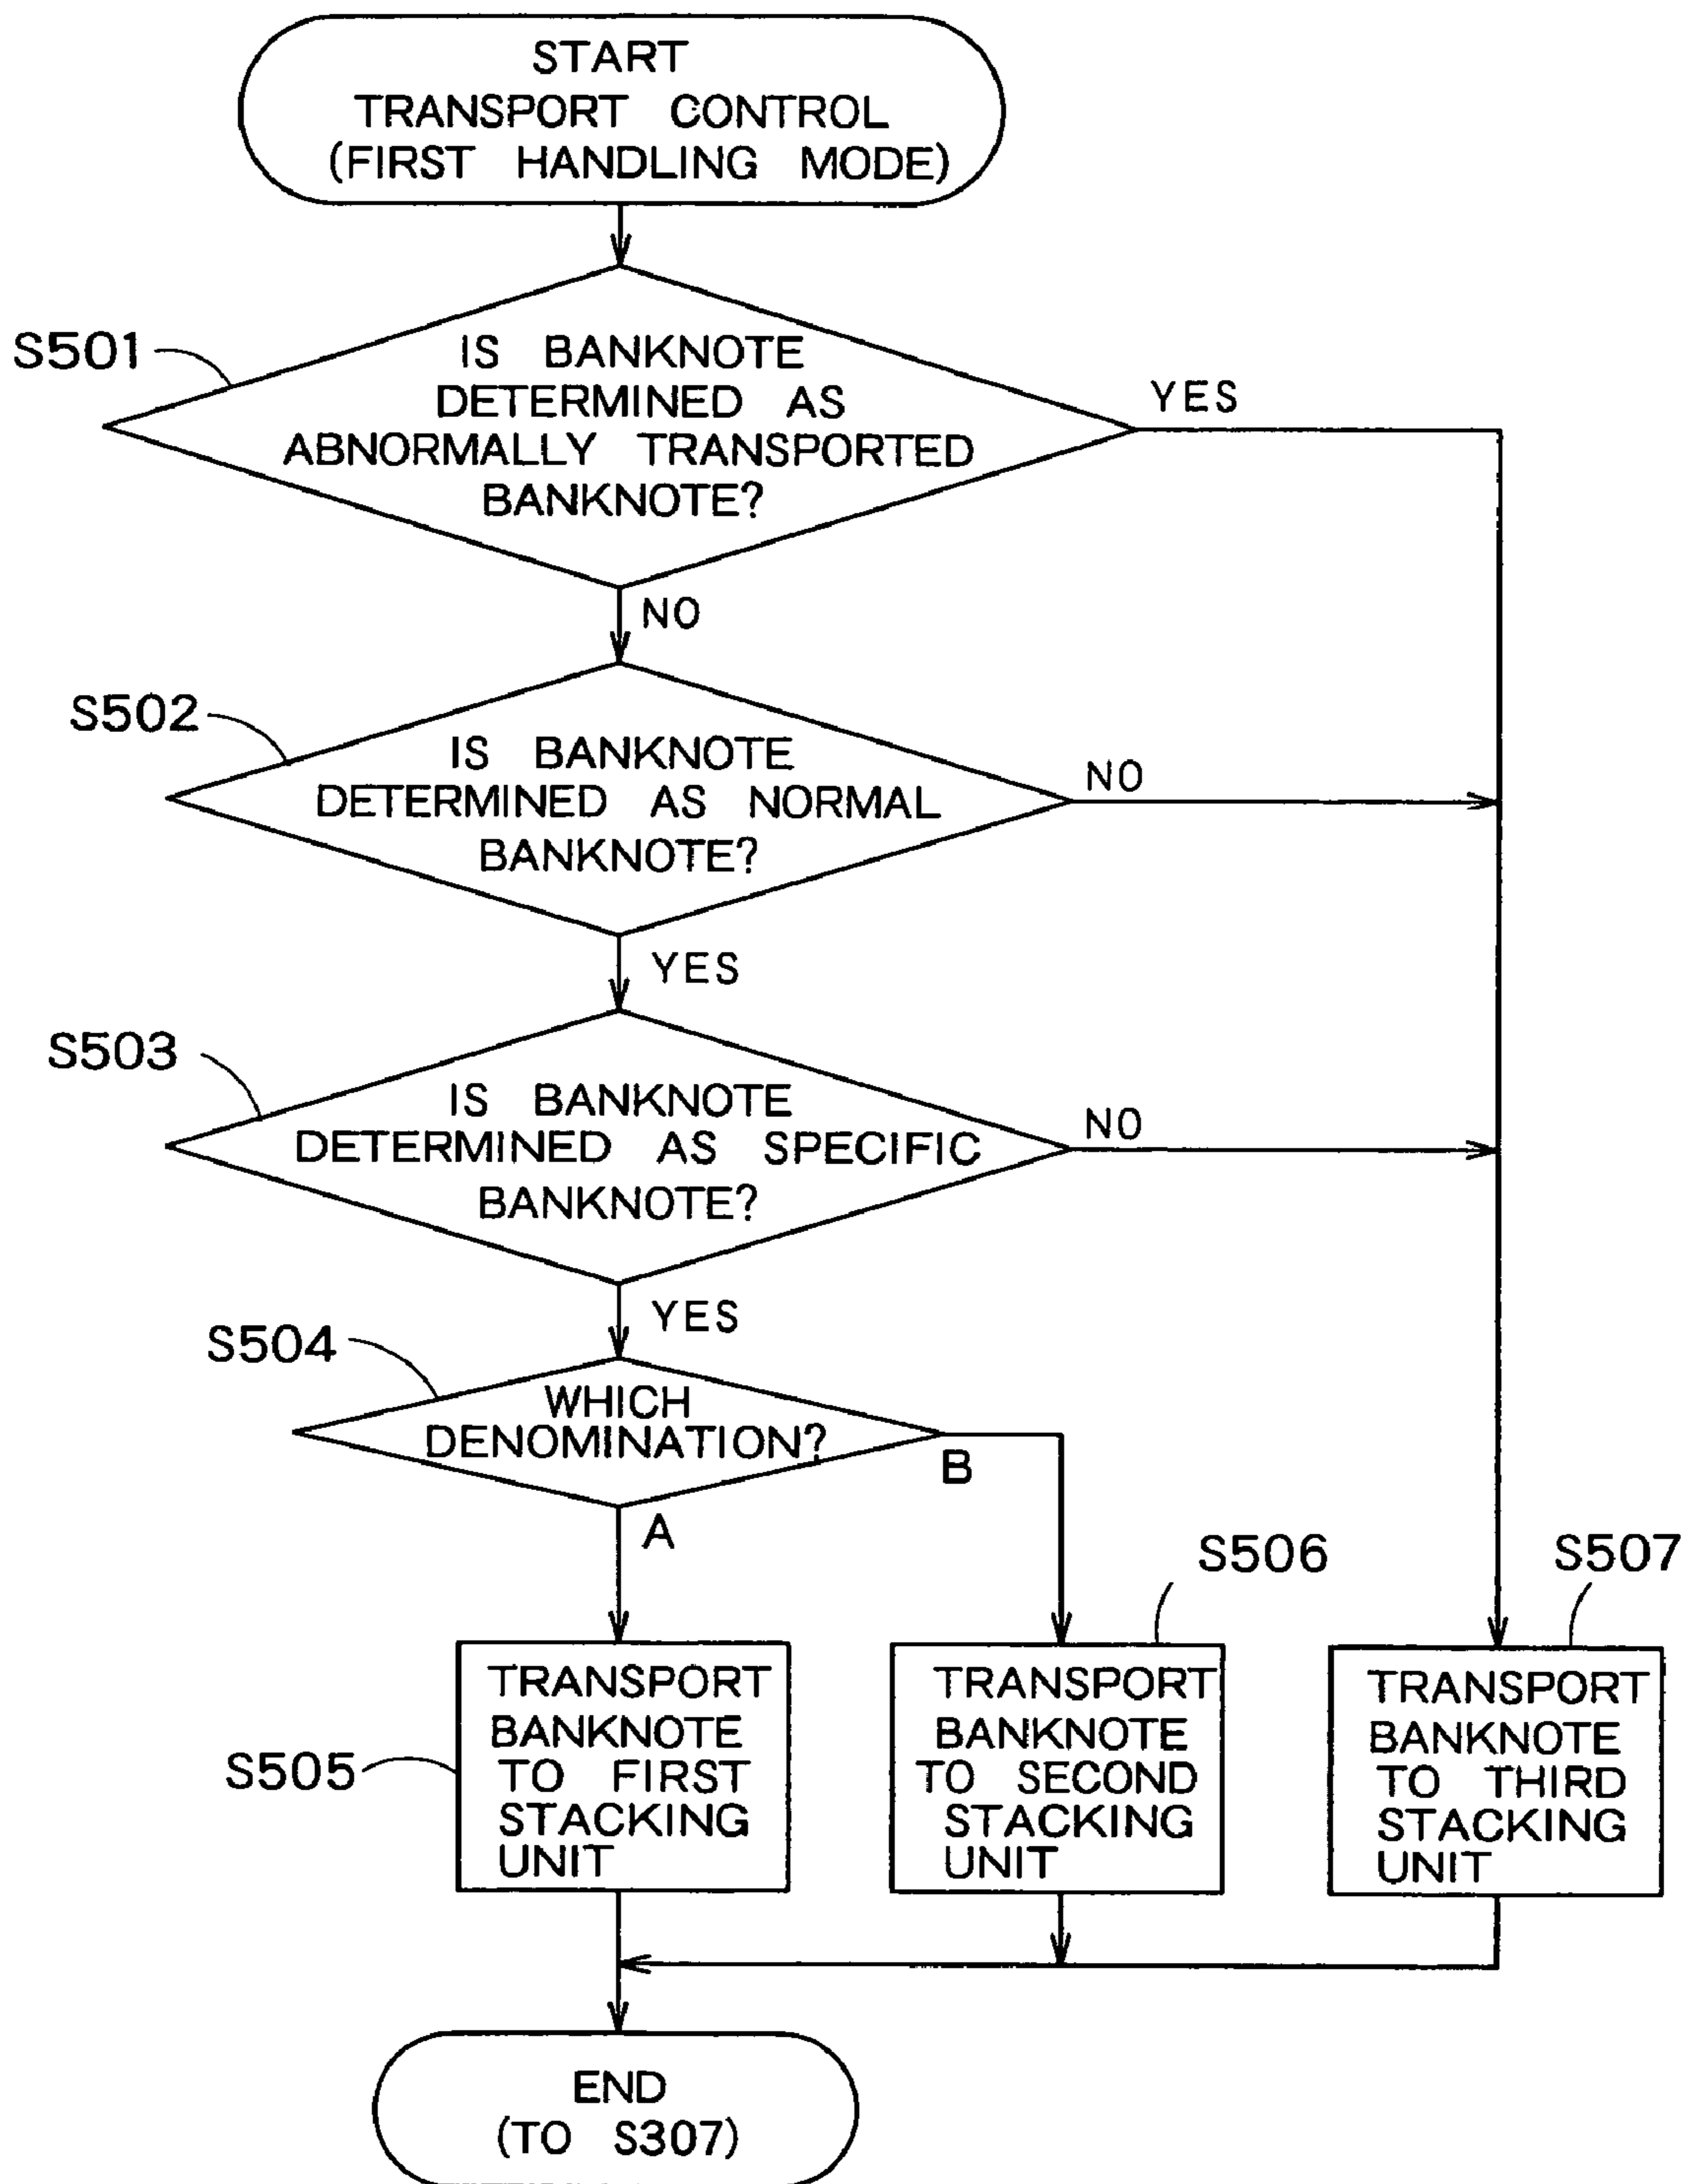 START
TRANSPORT CONTROL
(FIRST HANDLING MODE)
S501
IS BANKNOTE
DETERMINED AS
ABNORMALLY TRANSPORTED
BANKNOTE?
YES
NO
S502
IS BANKNOTE
DETERMINED AS NORMAL
BANKNOTE?
NO
YES
S503
IS BANKNOTE
DETERMINED AS SPECIFIC
BANKNOTE?
NO
YES
S504
WHICH
DENOMINATION?
B
A
S505
TRANSPORT
BANKNOTE
TO FIRST
STACKING
UNIT
S506
TRANSPORT
BANKNOTE
TO SECOND
STACKING
UNIT
S507
TRANSPORT
BANKNOTE
TO THIRD
STACKING
UNIT
END
(TO S307)